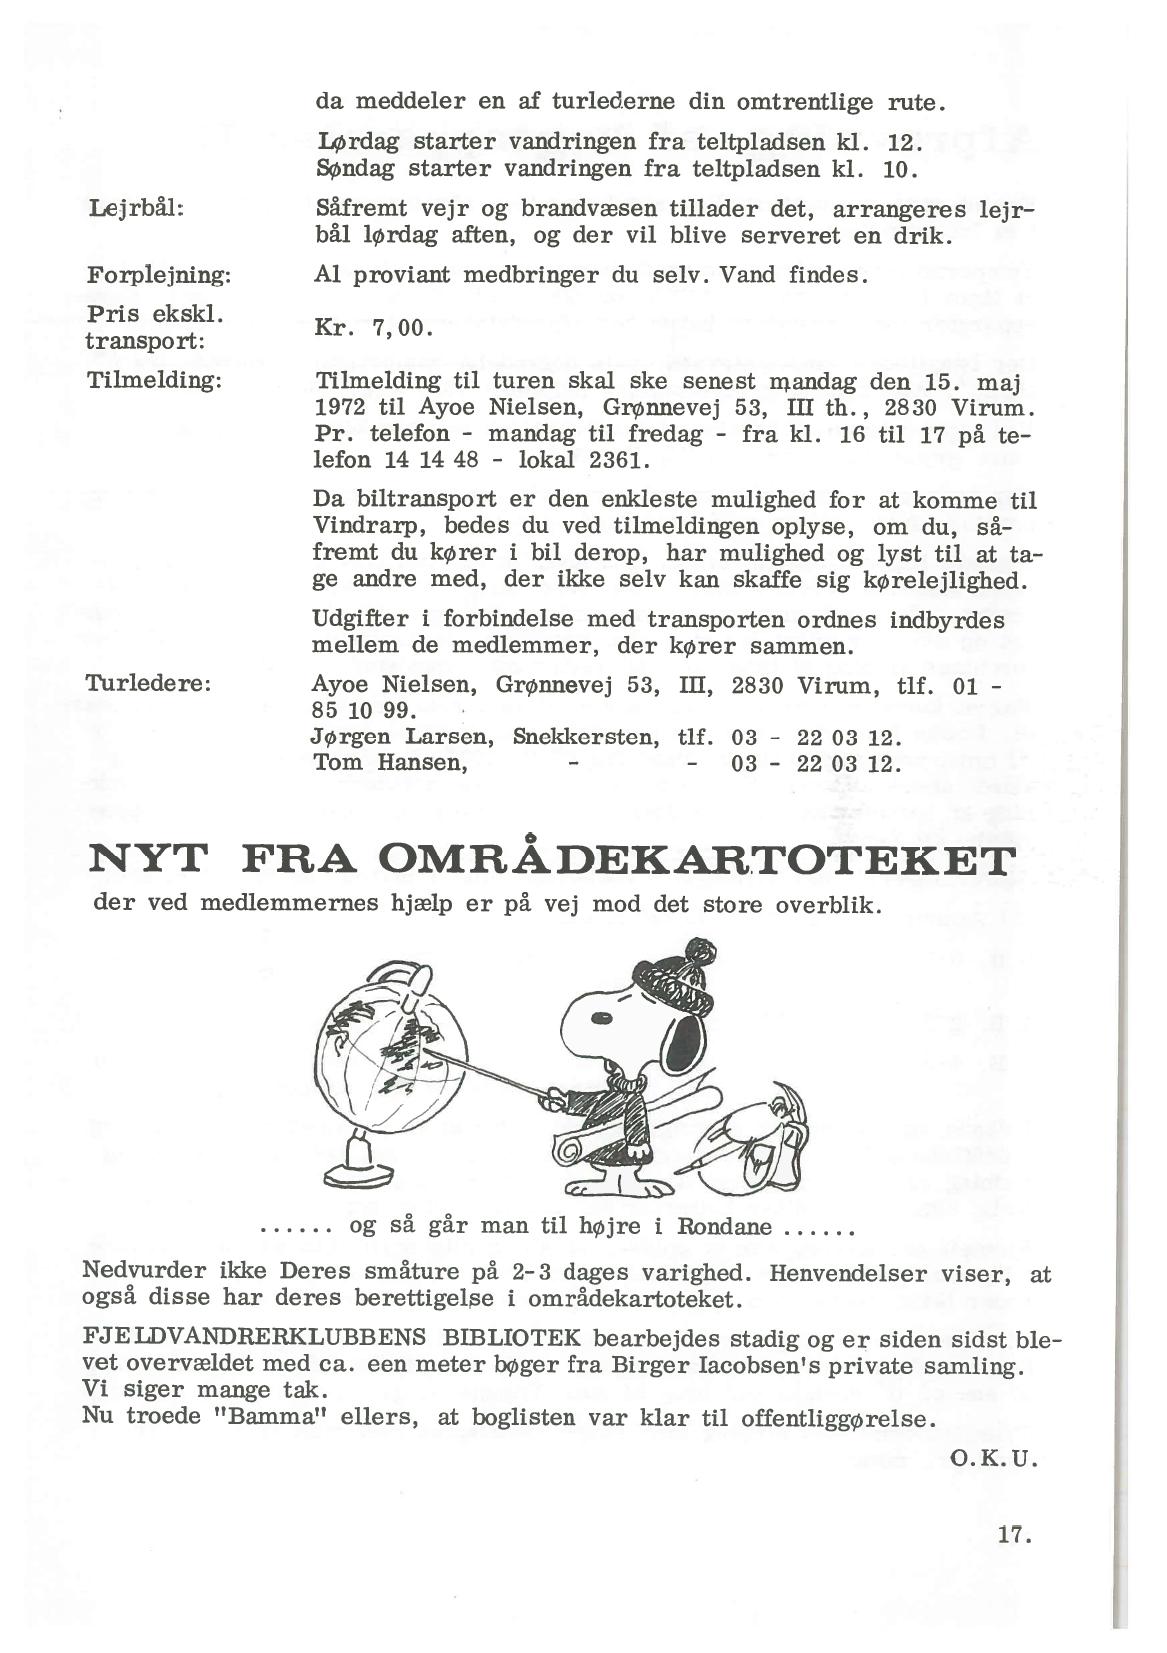 da meddeler en af turlederne din omtrentlige rute.
Lørdag starter vandringen fra teltpladsen kl. 12.
Søndag starter vandringen fra teltpladsen kl. 10.
Lejrbål: Såfremt vejr og brandvæsen tillader det, arrangeres lejr-
bål lørdag aften, og der vil blive serveret en drik.
Forplejning: Al proviant medbringer du selv. Vand findes.
Pris ekskl.
transport: Kr. 7,00.
Tilmelding: Tilmelding til turen skal ske senest mandag den 15. maj
1972 til Ayoe Nielsen, Grønnevej 53, III th., 2830 Virum.
Pr. telefon - mandag til fredag - fra kl. 16 til 17 på te-
lefon 14 14 48 - lokal 2361.
Da biltransport er den enkleste mulighed for at komme til
Vindrarp, bedes du ved tilmeldingen oplyse, om du, så-
fremt du kører i bil derop, har mulighed og lyst til at ta-
ge andre med, der ikke selv kan skaffe sig kørelejlighed.
Udgifter i forbindelse med transporten ordnes indbyrdes
mellem de medlemmer, der kører sammen.
Turledere: Ayoe Nielsen, Grønnevej 53, III, 2830 Virum, tlf. 01 -
85 10 99.
Jørgen Larsen, Snekkersten, tlf. 03 - 22 03 12.
Tom Hansen, - - 03 - 22 03 12.
NYT FRA OMRÅDEKARTOTEKET
der ved medlemmernes hjælp er på vej mod det store overblik.
...... og så går man til højre i Rondane ......
Nedvurder ikke Deres småture på 2-3 dages varighed. Henvendelser viser, at
også disse har deres berettigelse i områdekartoteket.
FJELDVANDRERKLUBBENS BIBLIOTEK bearbejdes stadig og er siden sidst ble-
vet overvældet med ca. een meter bøger fra Birger Iacobsen's private samling.
Vi siger mange tak.
Nu troede "Bamma" ellers, at boglisten var klar til offentliggørelse.
O.K.U.
17.